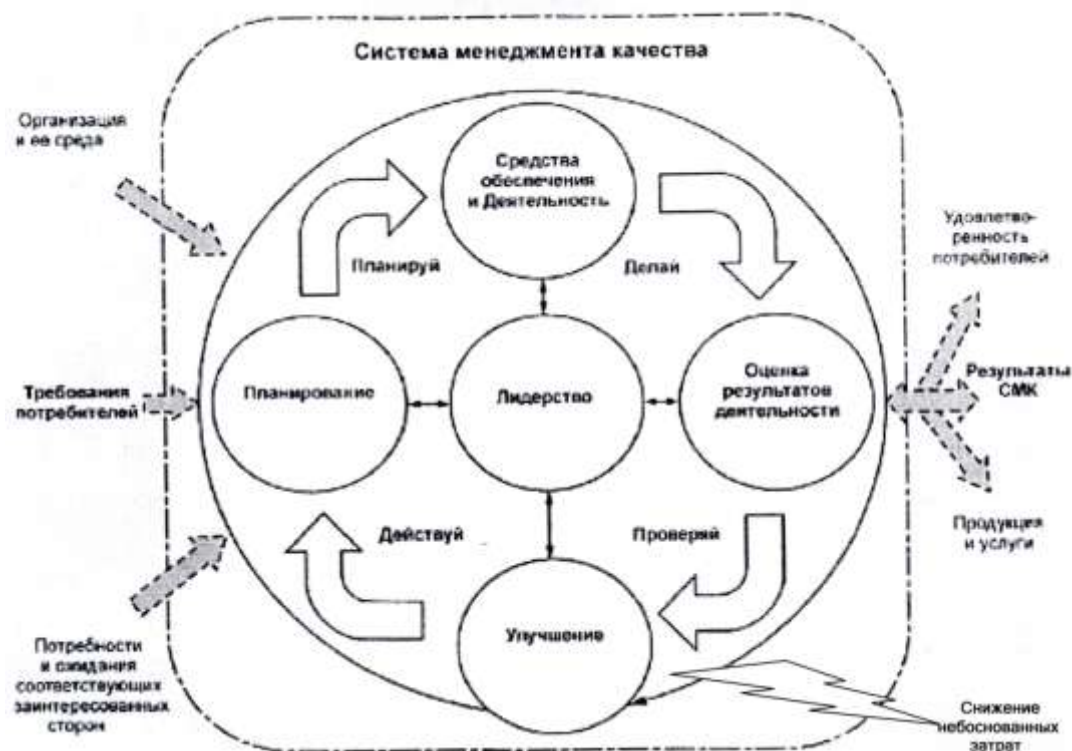 Система менеджмента качества
Организация
и ее среда
Средства
обеспечения
и Деятельность
Планируй
Делай
Удовлетво-
ренность
потребителей
Требования
потребителей
Планирование
Лидерство
Оценка
результатов
деятельности
Результаты
СМК
Действуй
Проверяй
Продукция
и услуги
Улучшение
Потребности
и ожидания
соответствующих
заинтересованных
сторон
Снижение
небоснованных
затрат